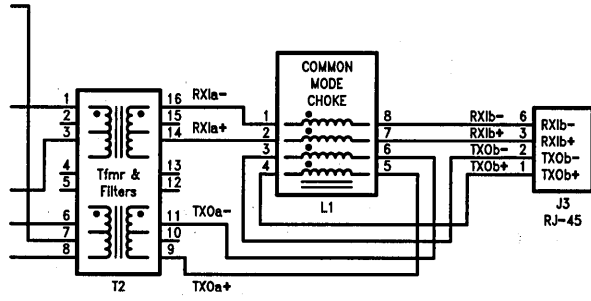 COMMON
MODE
CHOKE
1 16 RXIa-
2 15
3 14 RXIa+
4 13
5 12
Tfmr &
Filters
6 11 TXOa-
7 10
8 9
TXOa+
T2
1 8
2 7
3 6
4 5
L1
RXIb- 6 RXIb-
RXIb+ 3 RXIb+
TXOb- 2 TXOb-
TXOb+ 1 TXOb+
J3
RJ-45